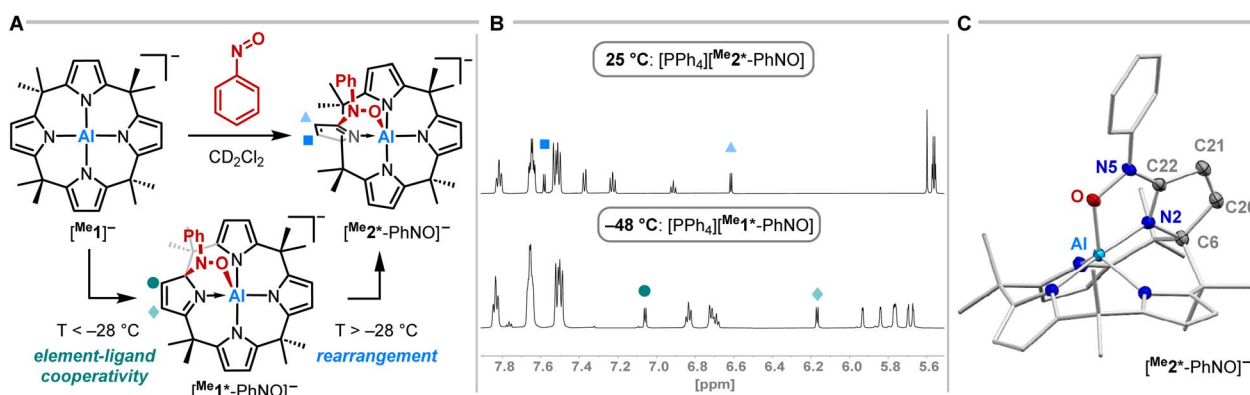 A
B
C
N=O
Ph
N–O
N
N
Al
N
N
CD₂Cl₂
N
N
Al
N
N
[ᴹᵉ1]⁻
[ᴹᵉ2*-PhNO]⁻
Ph
N–O
N
N
Al
N
N
T < –28 °C
T > –28 °C
element-ligand
cooperativity
rearrangement
[ᴹᵉ1*-PhNO]⁻
25 °C: [PPh₄][ᴹᵉ2*-PhNO]
–48 °C: [PPh₄][ᴹᵉ1*-PhNO]
7.8 7.6 7.4 7.2 7.0 6.8 6.6 6.4 6.2 6.0 5.8 5.6
[ppm]
N5
C22
C21
O
N2
C20
Al
C6
[ᴹᵉ2*-PhNO]⁻